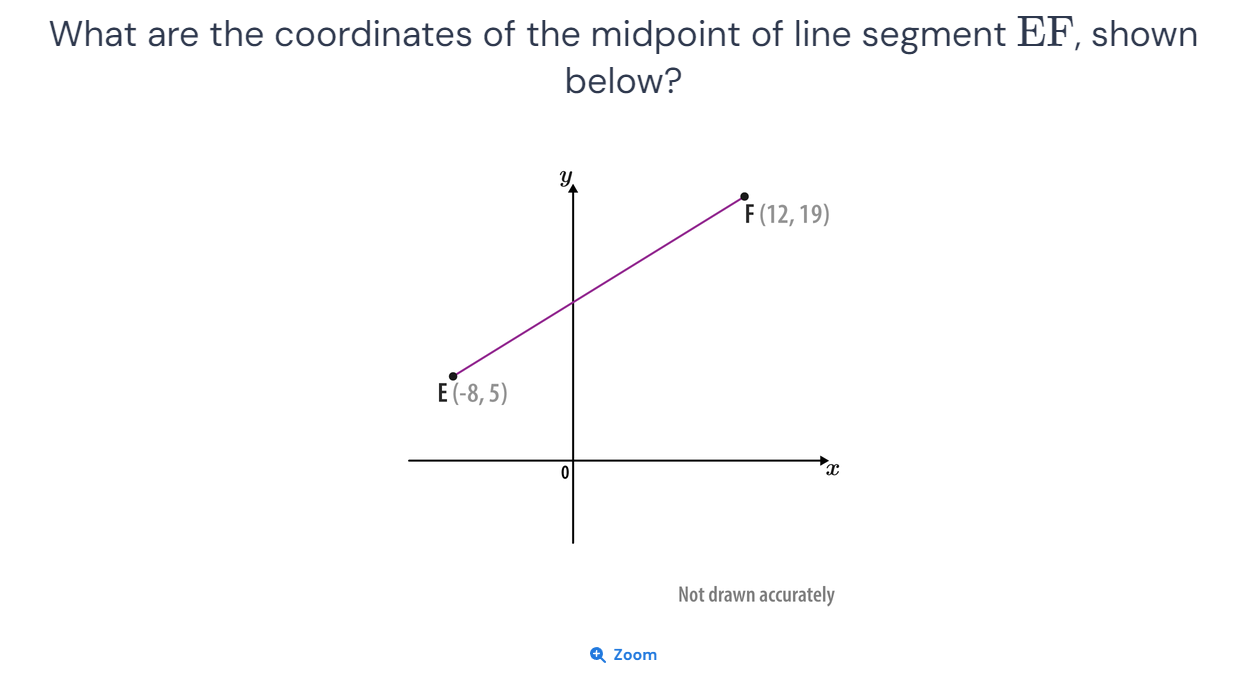 What are the coordinates of the midpoint of line segment EF, shown
below?
y
F (12, 19)
E (-8, 5)
0
x
Not drawn accurately
Zoom